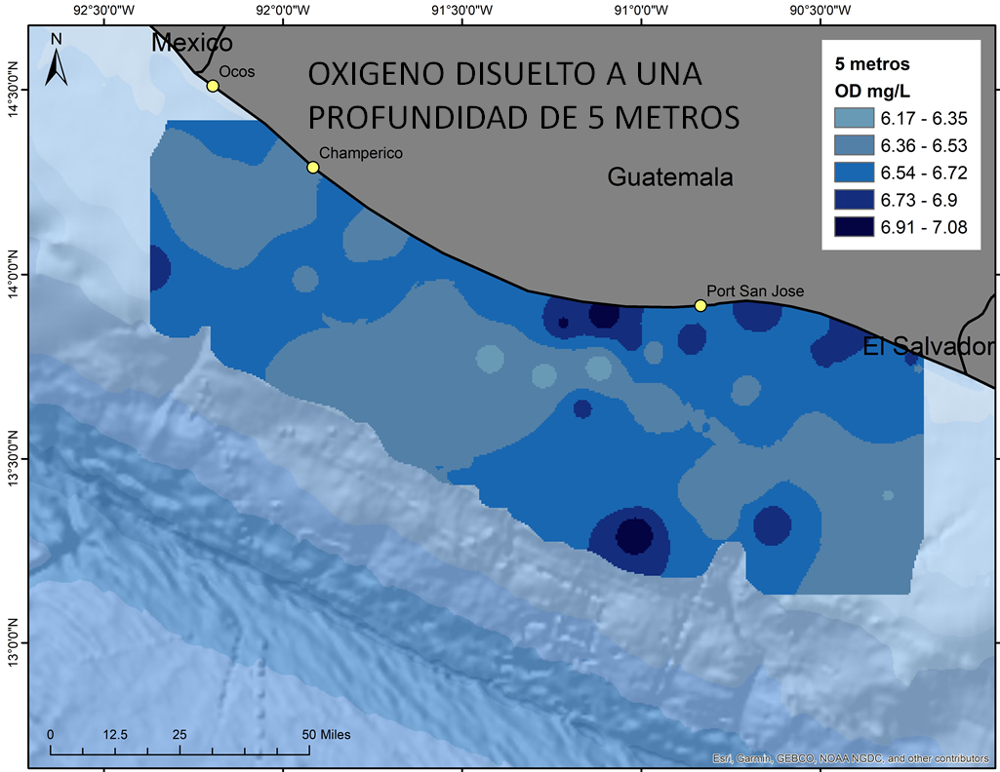 92°30'0"W 92°0'0"W 91°30'0"W 91°0'0"W 90°30'0"W
Mexico
N
Ocos
OXIGENO DISUELTO A UNA
PROFUNDIDAD DE 5 METROS
5 metros
OD mg/L
6.17 - 6.35
6.36 - 6.53
6.54 - 6.72
6.73 - 6.9
6.91 - 7.08
14°30'0"N
Champerico
Guatemala
14°0'0"N
Port San Jose
El Salvador
13°30'0"N
13°0'0"N
0 12.5 25 50 Miles
Esri, Garmin, GEBCO, NOAA NGDC, and other contributors